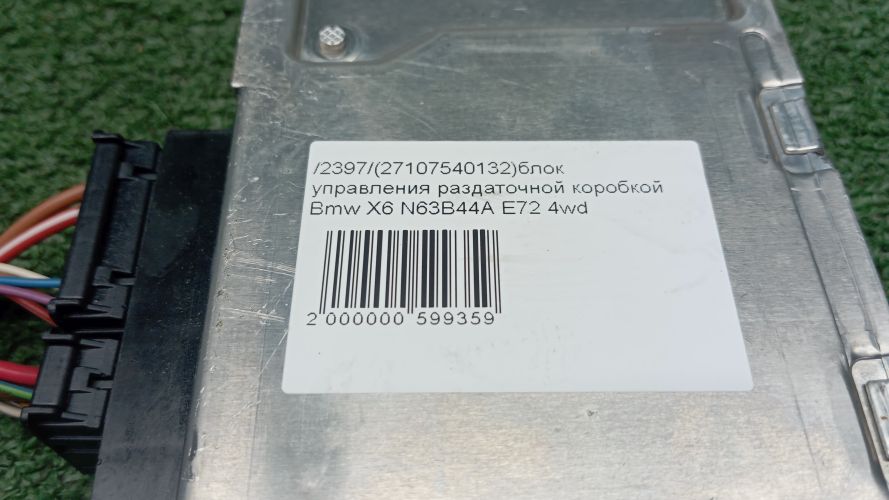 /2397/(27107540132)блок
управления раздаточной коробкой
Bmw X6 N63B44A E72 4wd
2 000000 599359